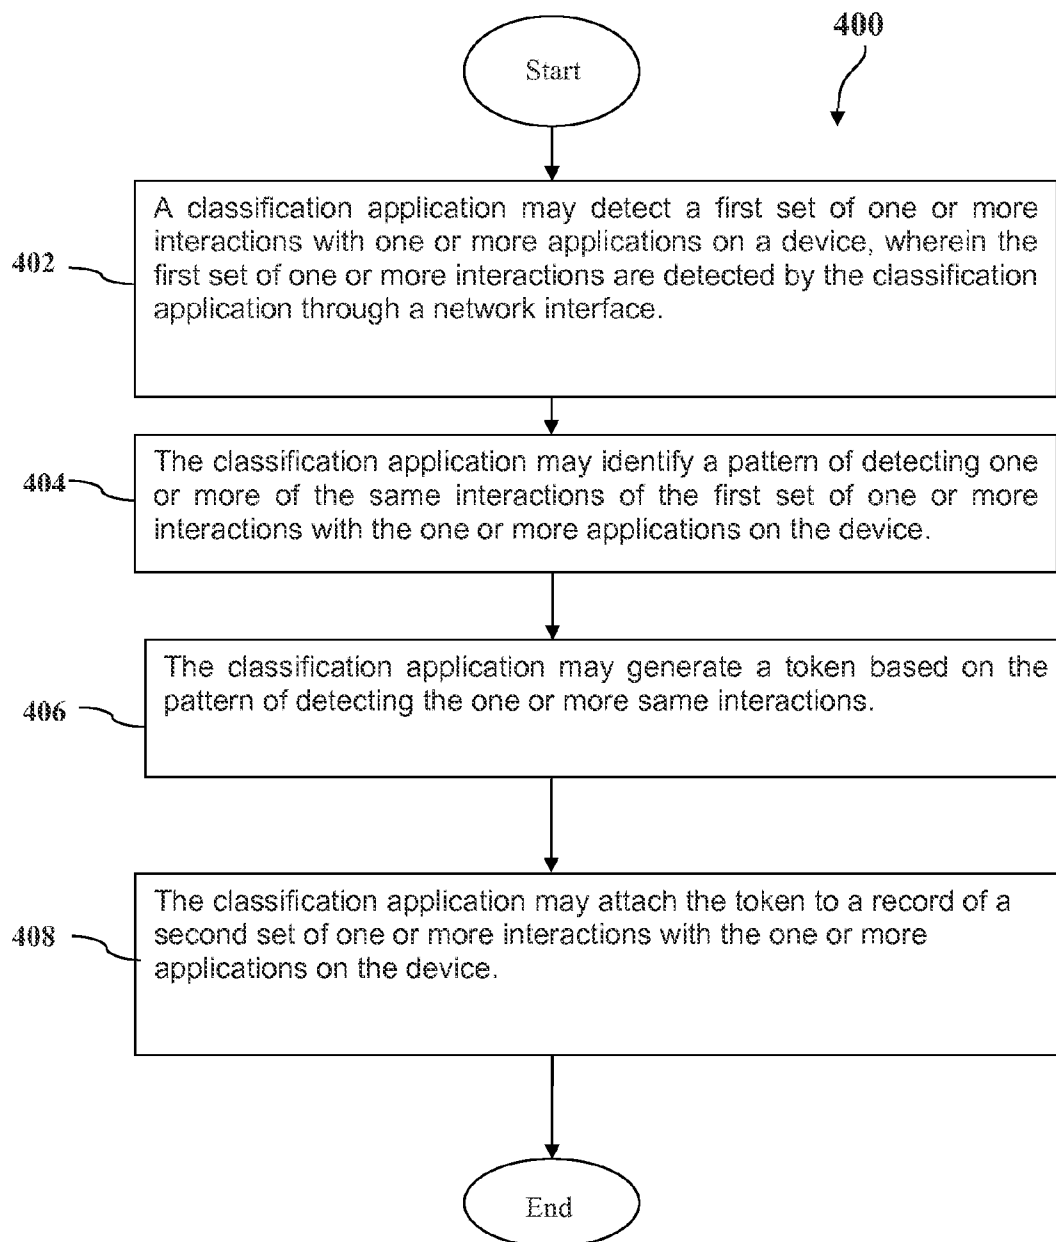 400
Start
402
A classification application may detect a first set of one or more
interactions with one or more applications on a device, wherein the
first set of one or more interactions are detected by the classification
application through a network interface.
404
The classification application may identify a pattern of detecting one
or more of the same interactions of the first set of one or more
interactions with the one or more applications on the device.
406
The classification application may generate a token based on the
pattern of detecting the one or more same interactions.
408
The classification application may attach the token to a record of a
second set of one or more interactions with the one or more
applications on the device.
End